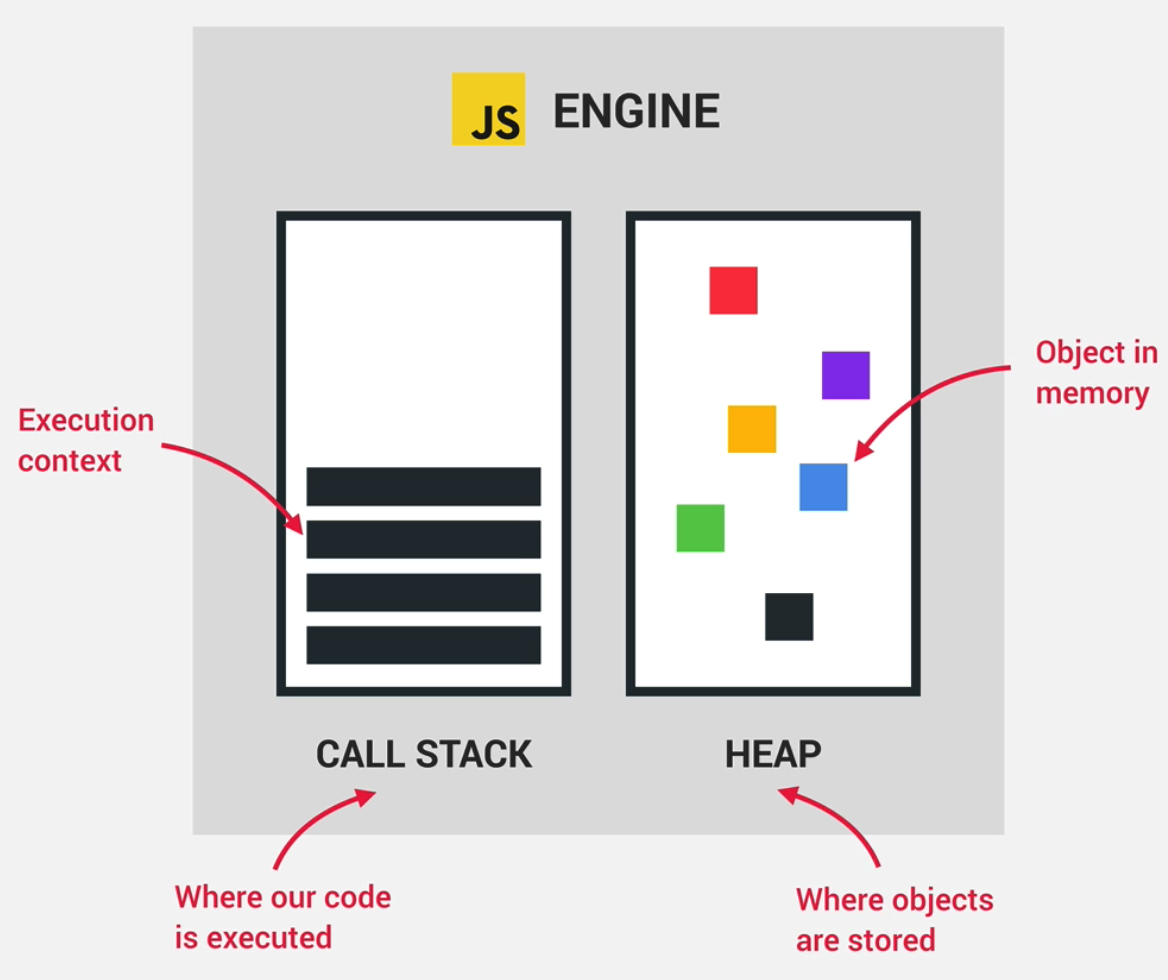 JS ENGINE
Object in
memory
Execution
context
CALL STACK
HEAP
Where our code
is executed
Where objects
are stored